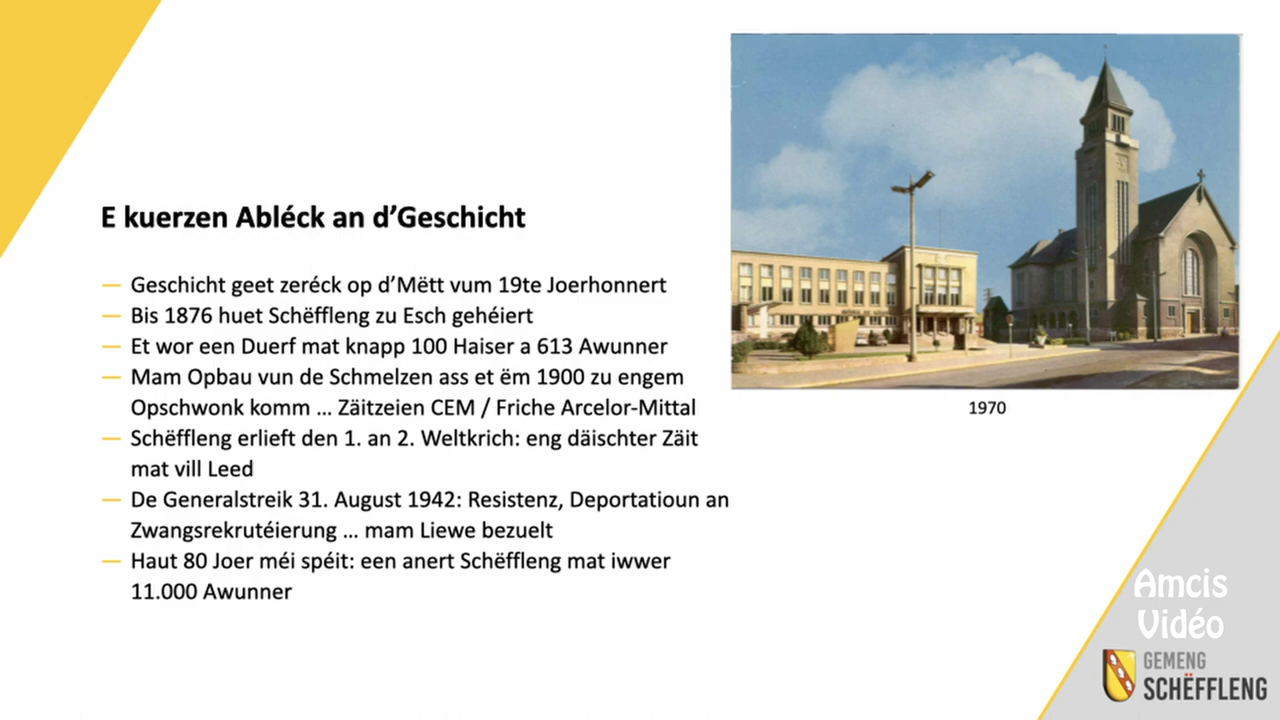 E kuerzen Abléck an d’Geschicht
— Geschicht geet zeréck op d’Mëtt vum 19te Joerhonnert
— Bis 1876 huet Schëffleng zu Esch gehéiert
— Et wor een Duerf mat knapp 100 Haiser a 613 Awunner
— Mam Opbau vun de Schmelzen ass et ëm 1900 zu engem
Opschwonk komm ... Zäitzeien CEM / Friche Arcelor-Mittal
— Schëffleng erlieft den 1. an 2. Weltkrich: eng däischter Zäit
mat vill Leed
— De Generalstreik 31. August 1942: Resistenz, Deportatioun an
Zwangsrekrutéierung ... mam Liewe bezuelt
— Haut 80 Joer méi spéit: een anert Schëffleng mat iwwer
11.000 Awunner
1970
Amcis
Vidéo
GEMENG
SCHËFFLENG